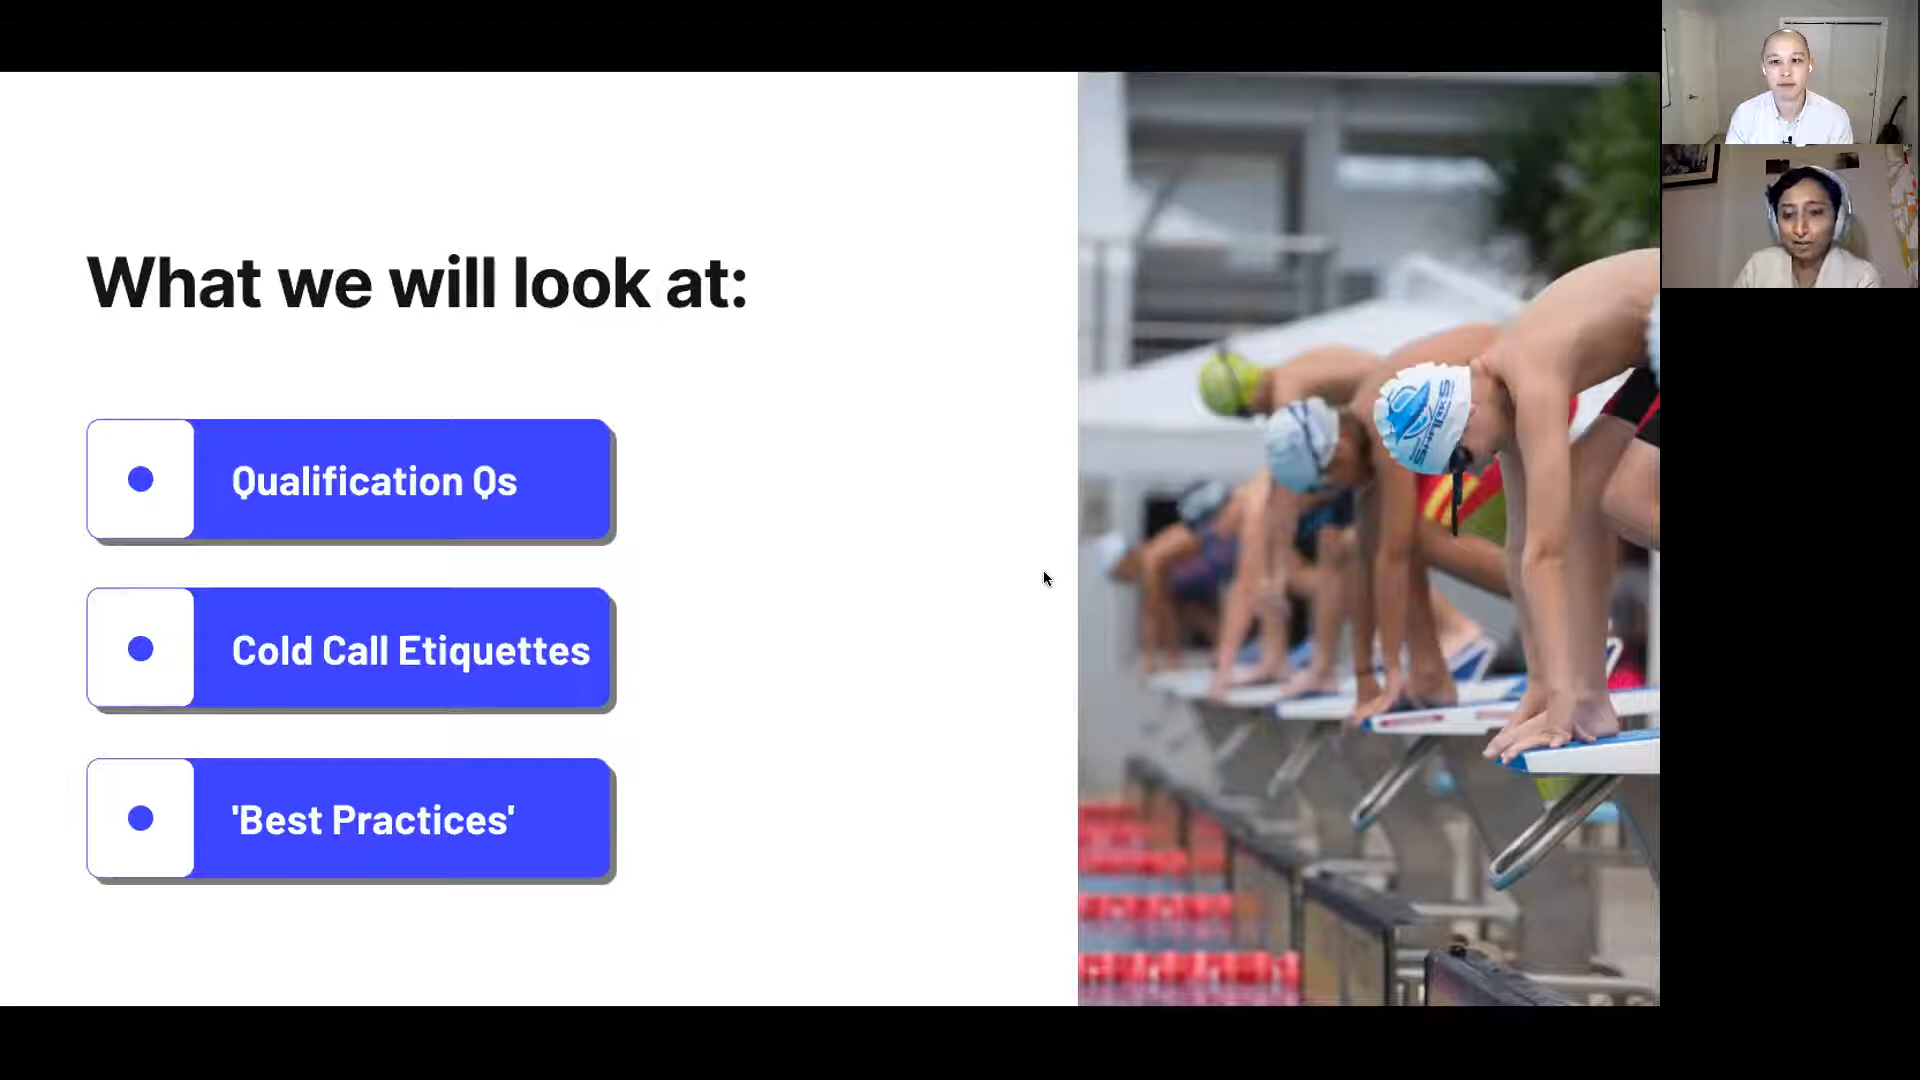 What we will look at:
Qualification Qs
Cold Call Etiquettes
'Best Practices'